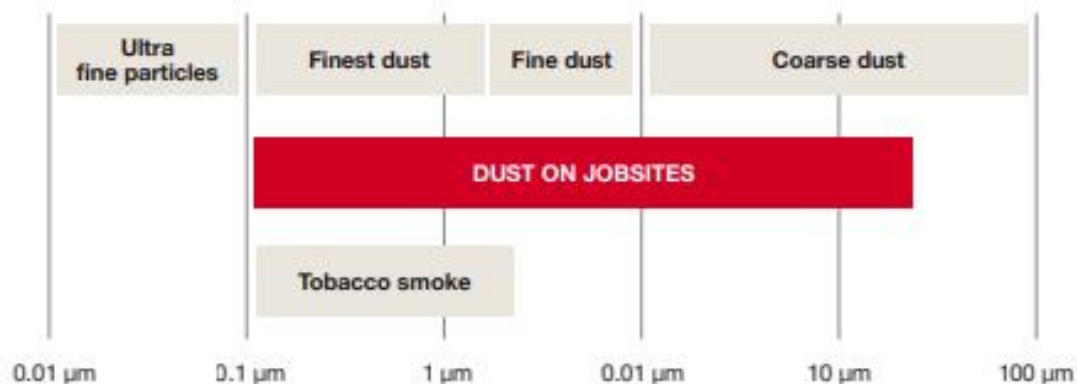 Ultra
fine particles
Finest dust
Fine dust
Coarse dust
DUST ON JOBSITES
Tobacco smoke
0.01 µm
0.1 µm
1 µm
0.01 µm
10 µm
100 µm